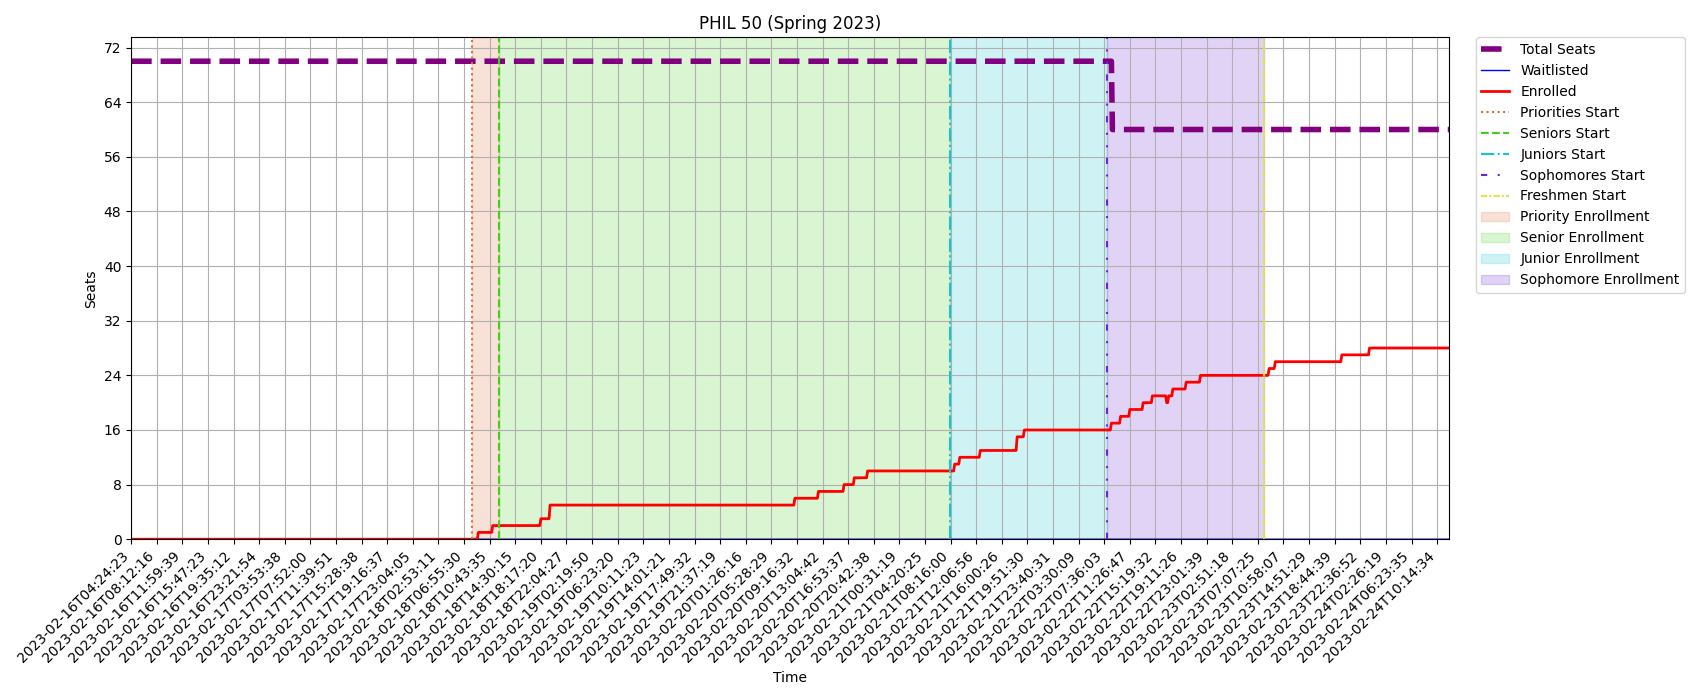 PHIL 50 (Spring 2023)
72
64
56
48
40
32
24
16
8
0
Seats
2023-02-16T04:24:23
2023-02-16T08:12:16
2023-02-16T11:59:39
2023-02-16T15:47:23
2023-02-16T19:35:12
2023-02-16T23:21:54
2023-02-17T03:53:38
2023-02-17T07:52:00
2023-02-17T11:39:51
2023-02-17T15:28:38
2023-02-17T19:16:37
2023-02-17T23:04:05
2023-02-18T02:53:11
2023-02-18T06:55:30
2023-02-18T10:43:35
2023-02-18T14:30:15
2023-02-18T18:17:20
2023-02-18T22:04:27
2023-02-19T02:19:50
2023-02-19T06:23:20
2023-02-19T10:11:23
2023-02-19T14:01:21
2023-02-19T17:49:32
2023-02-19T21:37:19
2023-02-20T01:26:16
2023-02-20T05:28:29
2023-02-20T09:16:32
2023-02-20T13:04:42
2023-02-20T16:53:37
2023-02-20T20:42:38
2023-02-21T00:31:19
2023-02-21T04:20:25
2023-02-21T08:16:00
2023-02-21T12:06:56
2023-02-21T16:00:26
2023-02-21T19:51:30
2023-02-21T23:40:31
2023-02-22T03:30:09
2023-02-22T07:36:03
2023-02-22T11:26:47
2023-02-22T15:19:32
2023-02-22T19:11:26
2023-02-22T23:01:39
2023-02-23T02:51:18
2023-02-23T07:07:25
2023-02-23T10:58:07
2023-02-23T14:51:29
2023-02-23T18:44:39
2023-02-23T22:36:52
2023-02-24T02:26:19
2023-02-24T06:23:35
2023-02-24T10:14:34
Time
Total Seats
Waitlisted
Enrolled
Priorities Start
Seniors Start
Juniors Start
Sophomores Start
Freshmen Start
Priority Enrollment
Senior Enrollment
Junior Enrollment
Sophomore Enrollment